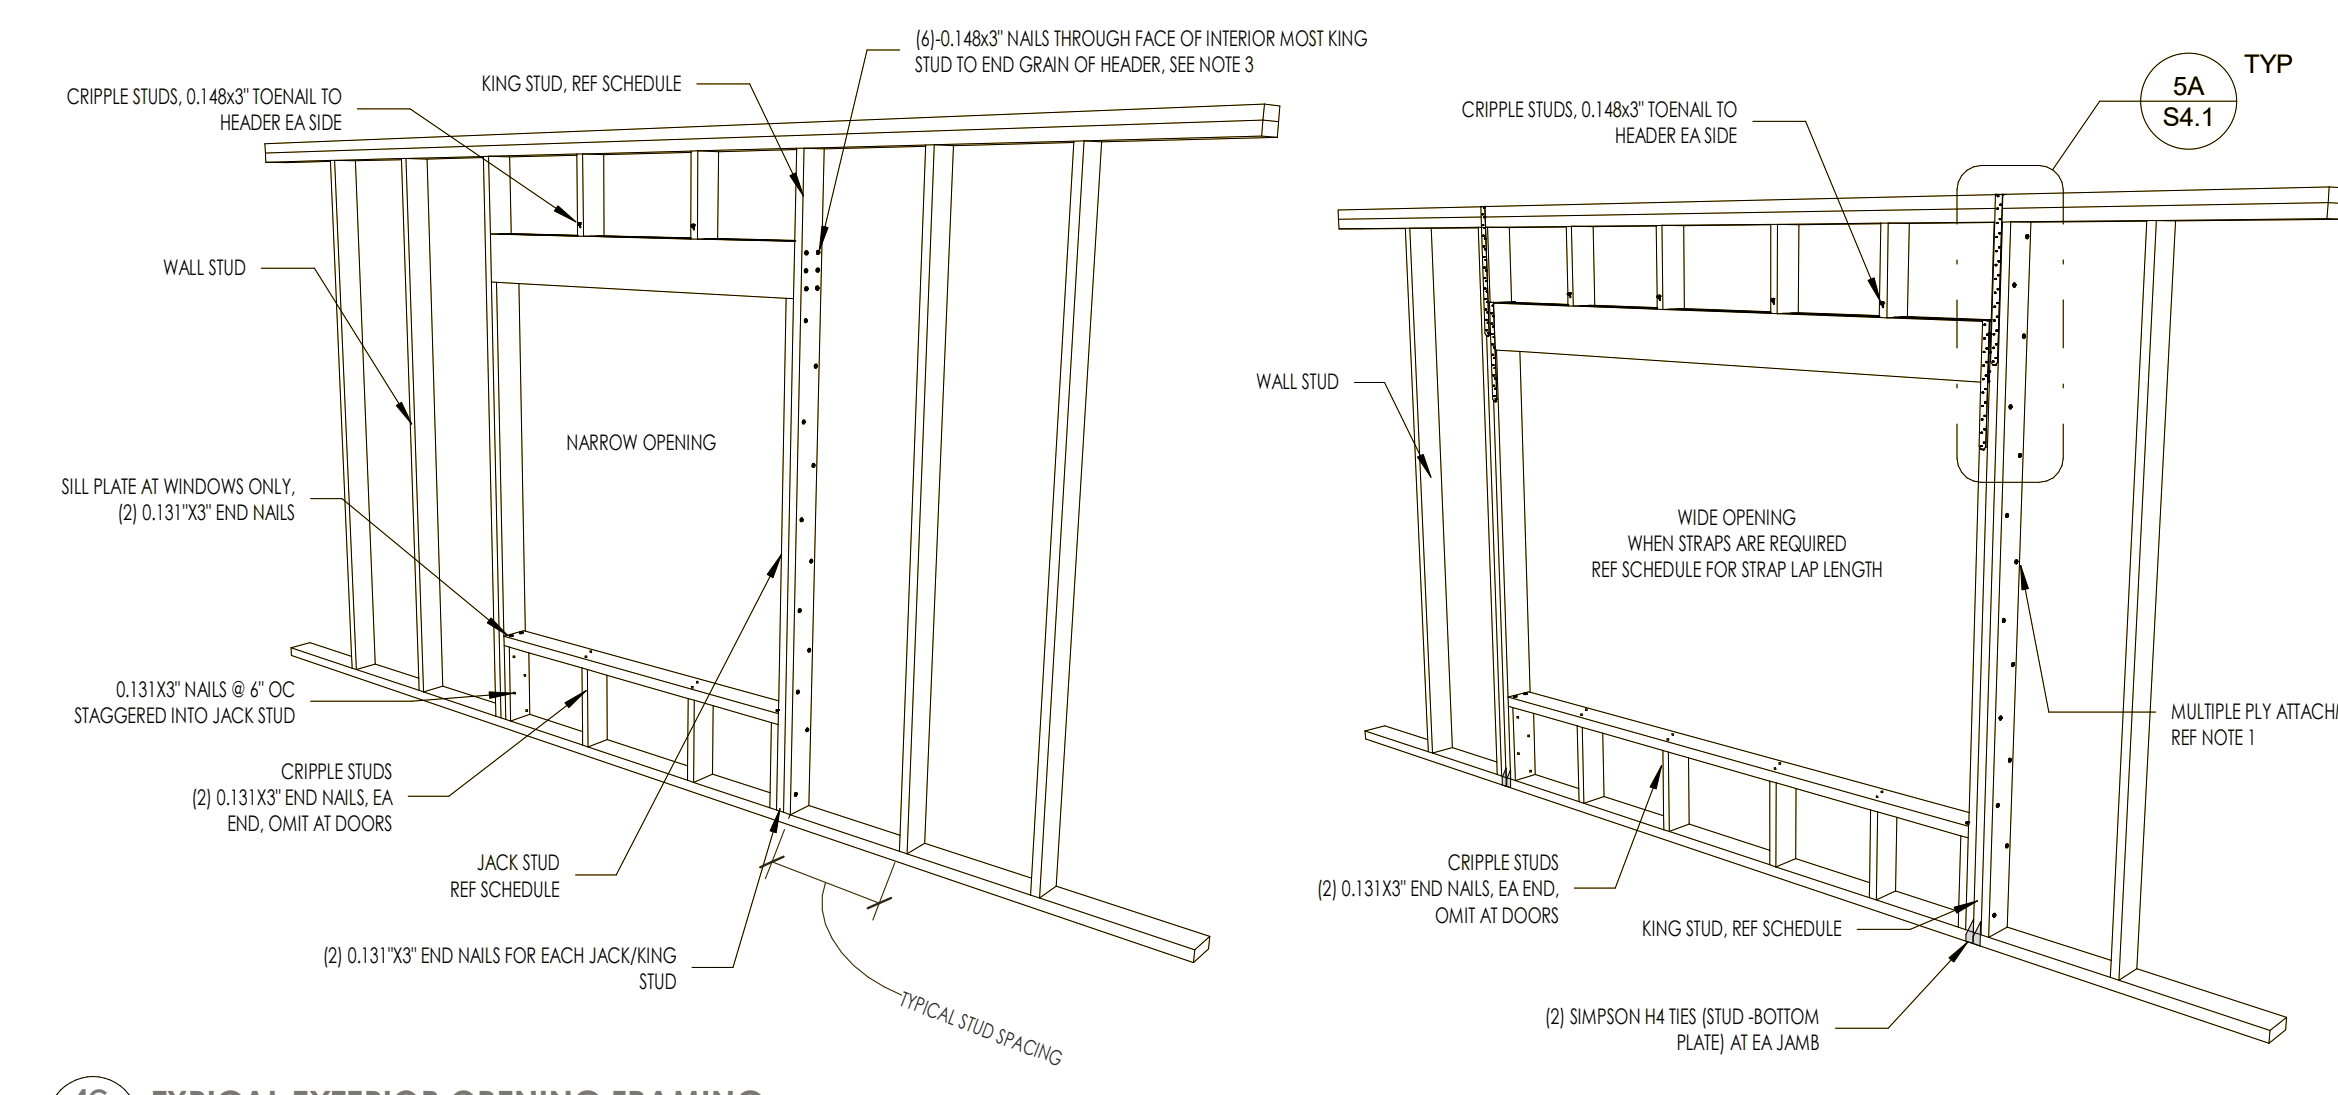 (6)-0.148x3" NAILS THROUGH FACE OF INTERIOR MOST KING
STUD TO END GRAIN OF HEADER, SEE NOTE 3
KING STUD, REF SCHEDULE
CRIPPLE STUDS, 0.148x3" TOENAIL TO
HEADER EA SIDE
WALL STUD
NARROW OPENING
SILL PLATE AT WINDOWS ONLY,
(2) 0.131"X3" END NAILS
0.131X3" NAILS @ 6" OC
STAGGERED INTO JACK STUD
CRIPPLE STUDS
(2) 0.131X3" END NAILS, EA
END, OMIT AT DOORS
JACK STUD
REF SCHEDULE
(2) 0.131"X3" END NAILS FOR EACH JACK/KING
STUD
TYPICAL STUD SPACING
5A
S4.1
TYP
CRIPPLE STUDS, 0.148x3" TOENAIL TO
HEADER EA SIDE
WALL STUD
WIDE OPENING
WHEN STRAPS ARE REQUIRED
REF SCHEDULE FOR STRAP LAP LENGTH
MULTIPLE PLY
REF NOTE 1
CRIPPLE STUDS
(2) 0.131X3" END NAILS, EA END,
OMIT AT DOORS
KING STUD, REF SCHEDULE
(2) SIMPSON H4 TIES (STUD -BOTTOM
PLATE) AT EA JAMB
TYPICAL EXTERIOR OPENING FRAMING